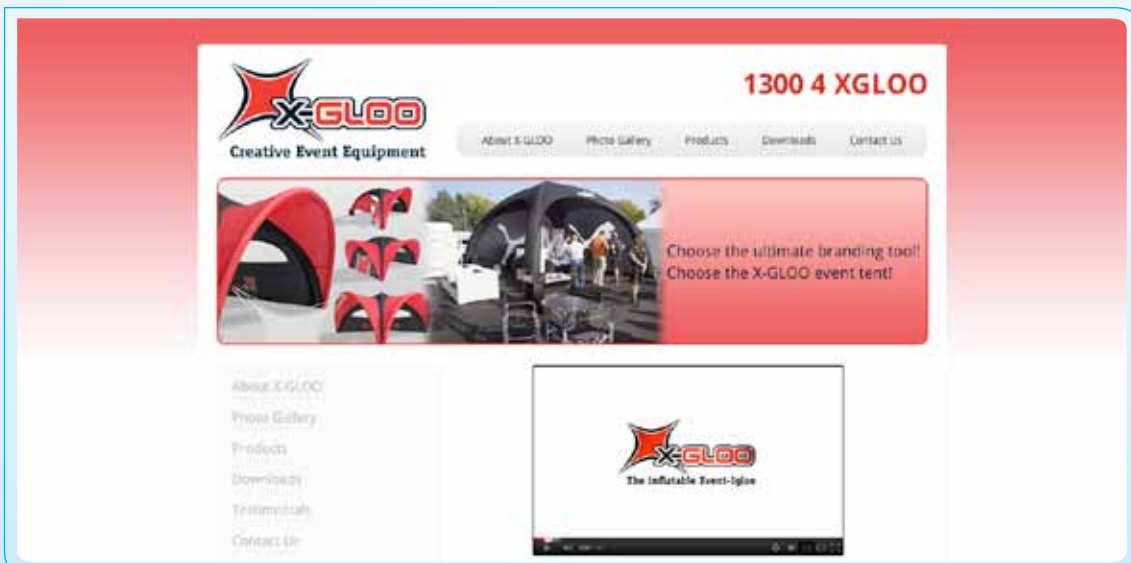 X-GLOO
Creative Event Equipment
1300 4 XGLOO
About X-GLOO Photo Gallery Products Downloads Contact Us
Choose the ultimate branding tool!
Choose the X-GLOO event tent!
About X-GLOO
Photo Gallery
Products
Downloads
Testimonials
Contact Us
X-GLOO
The Inflatable Event-Igloo